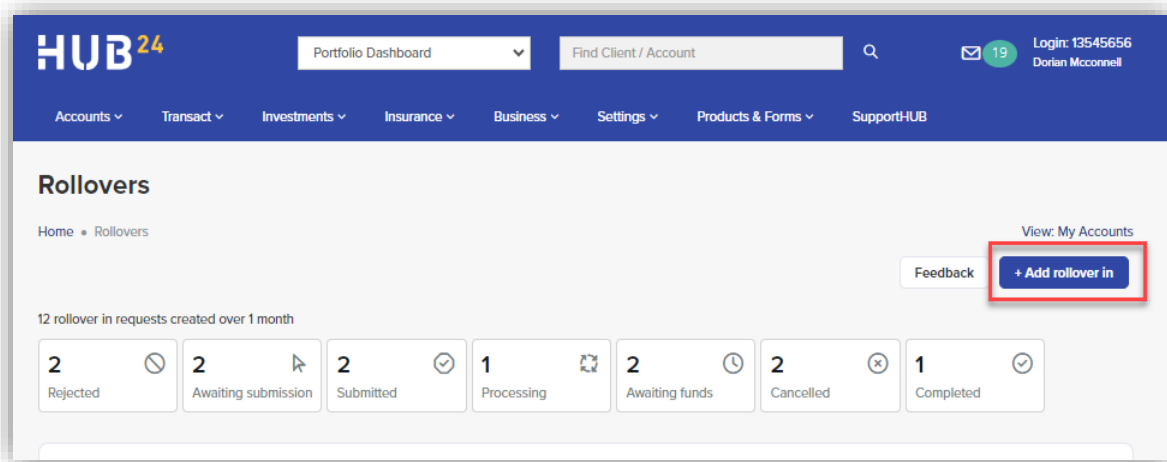 HUB24
Portfolio Dashboard
Find Client / Account
19
Login: 13545656
Dorian Mcconnell
Accounts
Transact
Investments
Insurance
Business
Settings
Products & Forms
SupportHUB
Rollovers
Home • Rollovers
View: My Accounts
Feedback
+ Add rollover in
12 rollover in requests created over 1 month
2
Rejected
2
Awaiting submission
2
Submitted
1
Processing
2
Awaiting funds
2
Cancelled
1
Completed